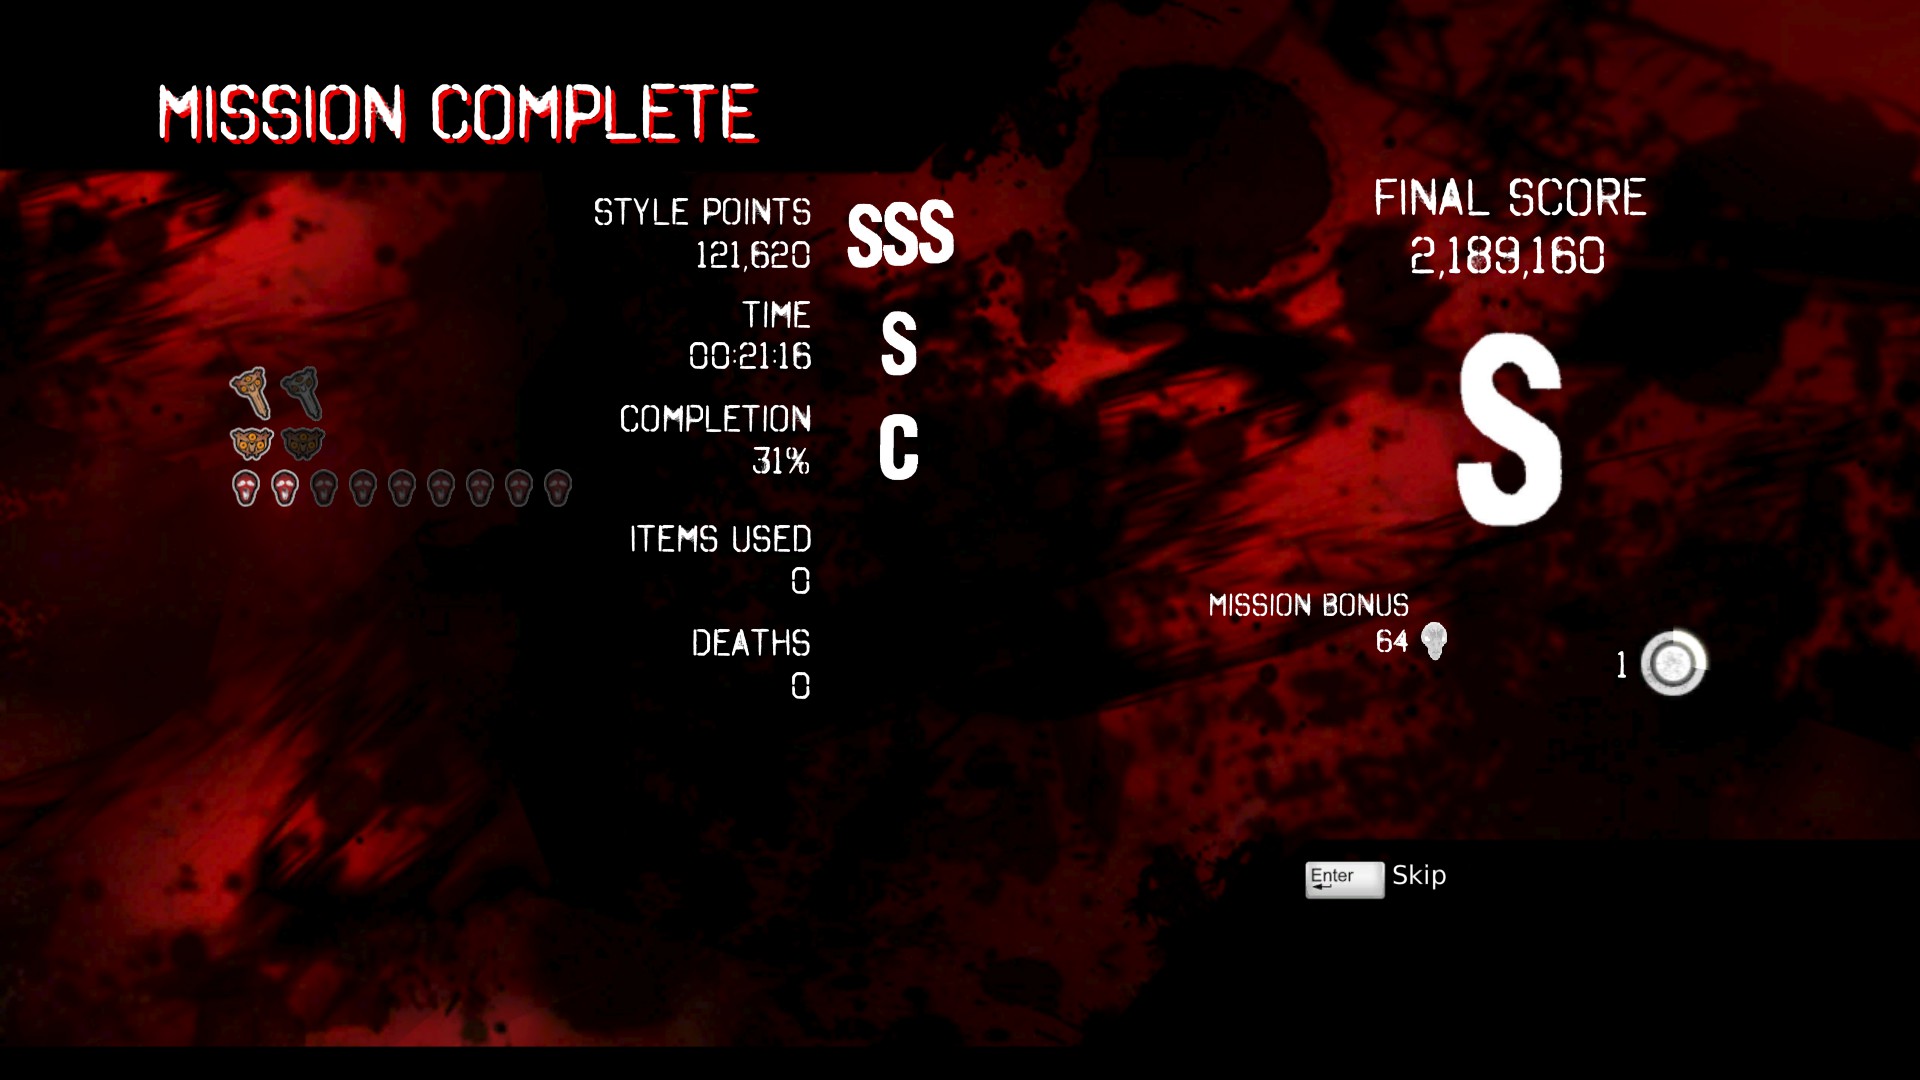 MISSION COMPLETE
STYLE POINTS
121,620
SSS
TIME
00:21:16
S
COMPLETION
31%
C
ITEMS USED
0
DEATHS
0
FINAL SCORE
2,189,160
S
MISSION BONUS
64
1
Enter Skip